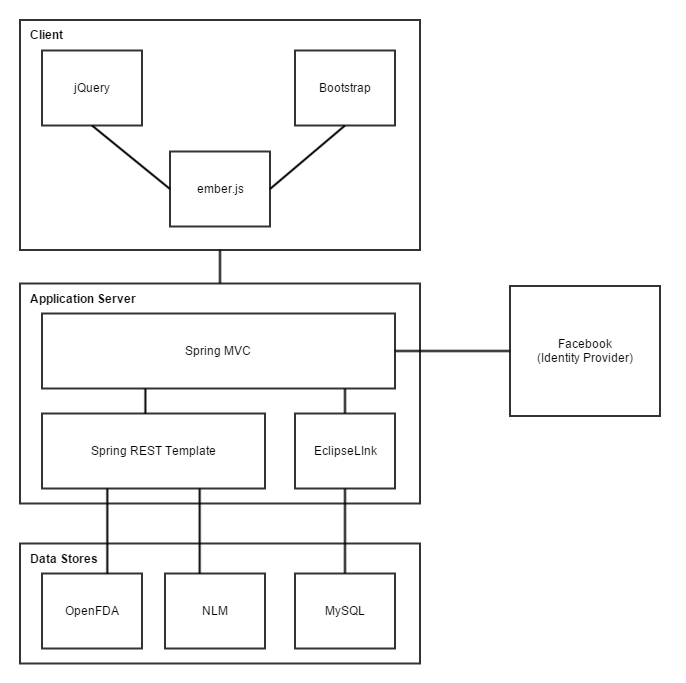 Client
jQuery
Bootstrap
ember.js
Application Server
Spring MVC
Facebook
(Identity Provider)
Spring REST Template
EclipseLInk
Data Stores
OpenFDA
NLM
MySQL